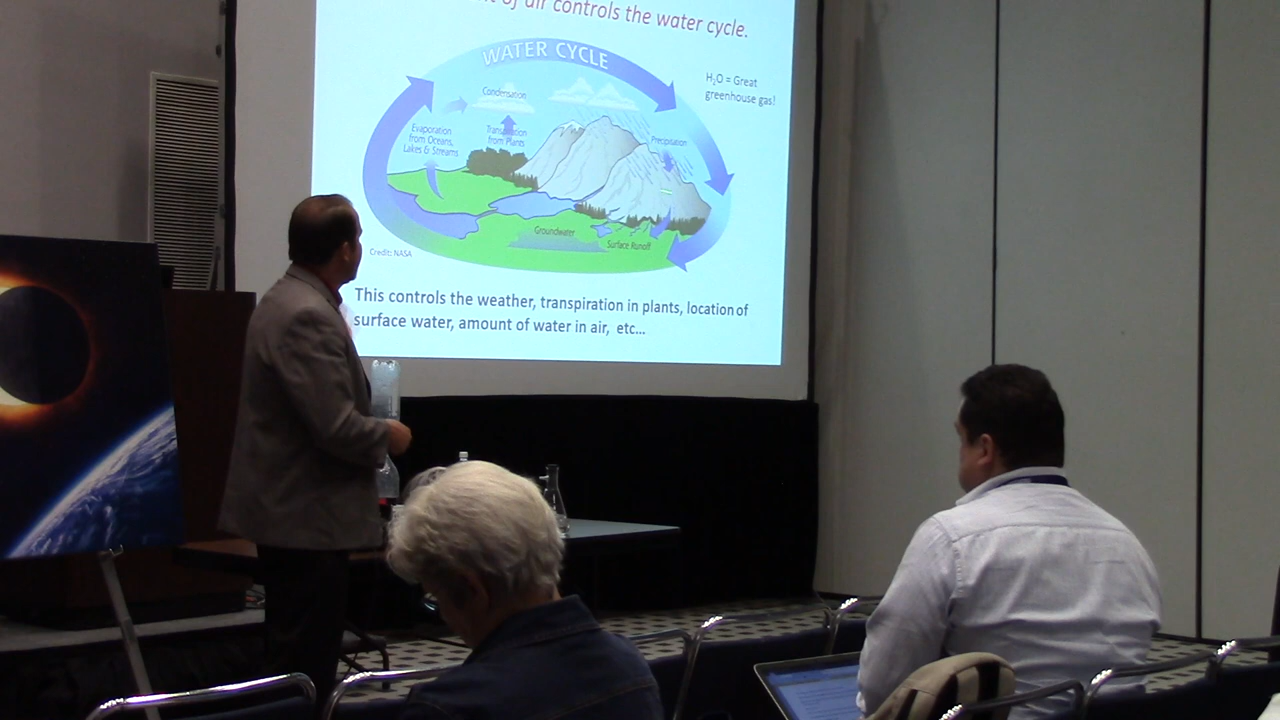 of air controls the water cycle.
WATER CYCLE
H₂O = Great
greenhouse gas!
Condensation
Evaporation
from Oceans,
Lakes & Streams
Transpiration
from Plants
Precipitation
Groundwater
Surface Runoff
Credit: NASA
This controls the weather, transpiration in plants, location of
surface water, amount of water in air, etc...